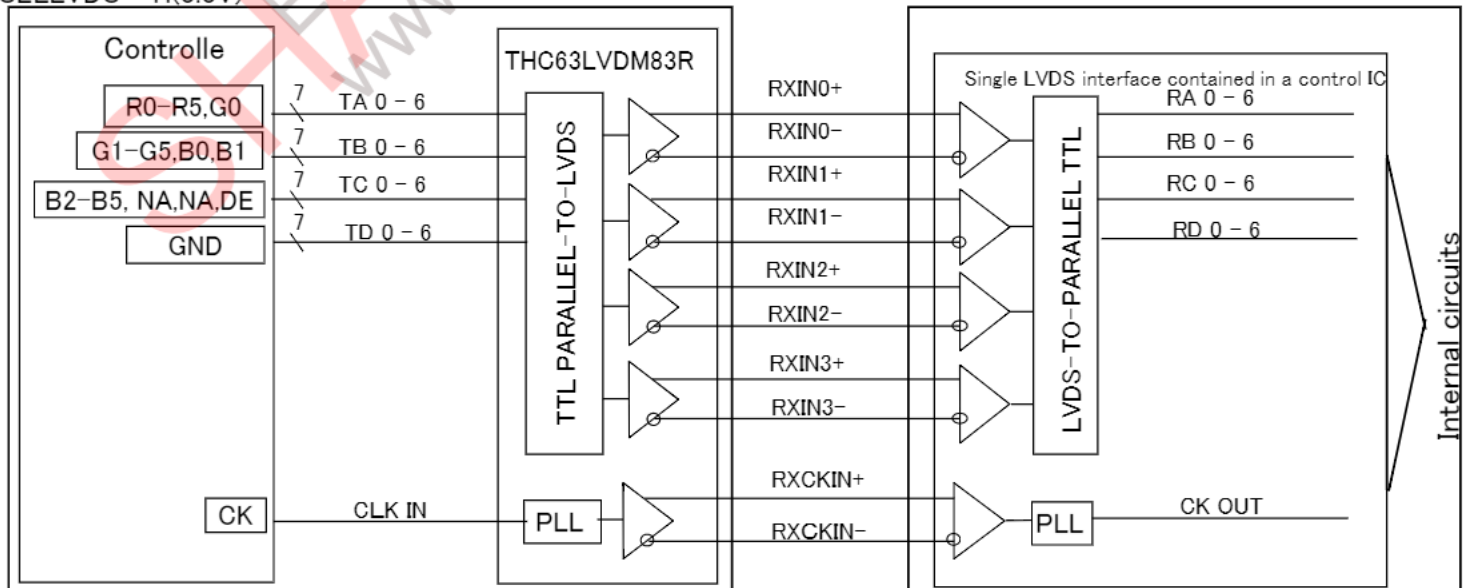 Controlle
THC63LVDM83R
Single LVDS interface contained in a control IC
R0-R5,G0
7
TA 0 - 6
RXIN0+
RA 0 - 6
RXIN0-
G1-G5,B0,B1
7
TB 0 - 6
RB 0 - 6
RXIN1+
B2-B5, NA,NA,DE
7
TC 0 - 6
RC 0 - 6
RXIN1-
GND
7
TD 0 - 6
RD 0 - 6
RXIN2+
RXIN2-
RXIN3+
RXIN3-
TTL PARALLEL-TO-LVDS
LVDS-TO-PARALLEL TTL
Internal circuits
RXCKIN+
CK
CLK IN
PLL
RXCKIN-
PLL
CK OUT
SHA
www